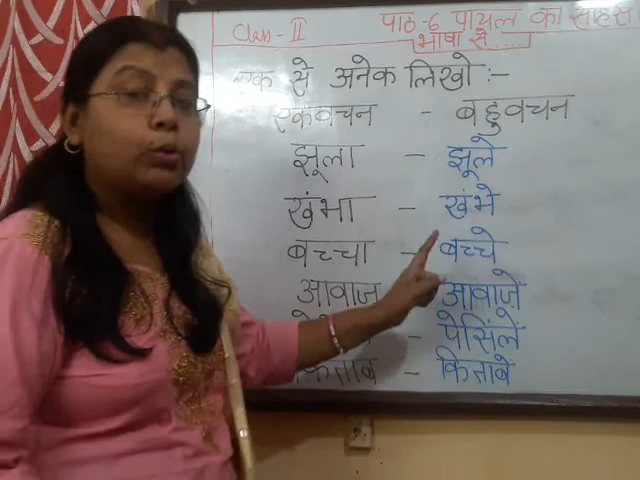 Class - II
पाठ-6 पायल का साहस
भाषा से.....
एक से अनेक लिखो :-
एकवचन - बहुवचन
झूला - झूले
खंभा - खंभे
बच्चा - बच्चे
आवाज़ आवाज़ें
- पेंसिलें
किताब - किताबें